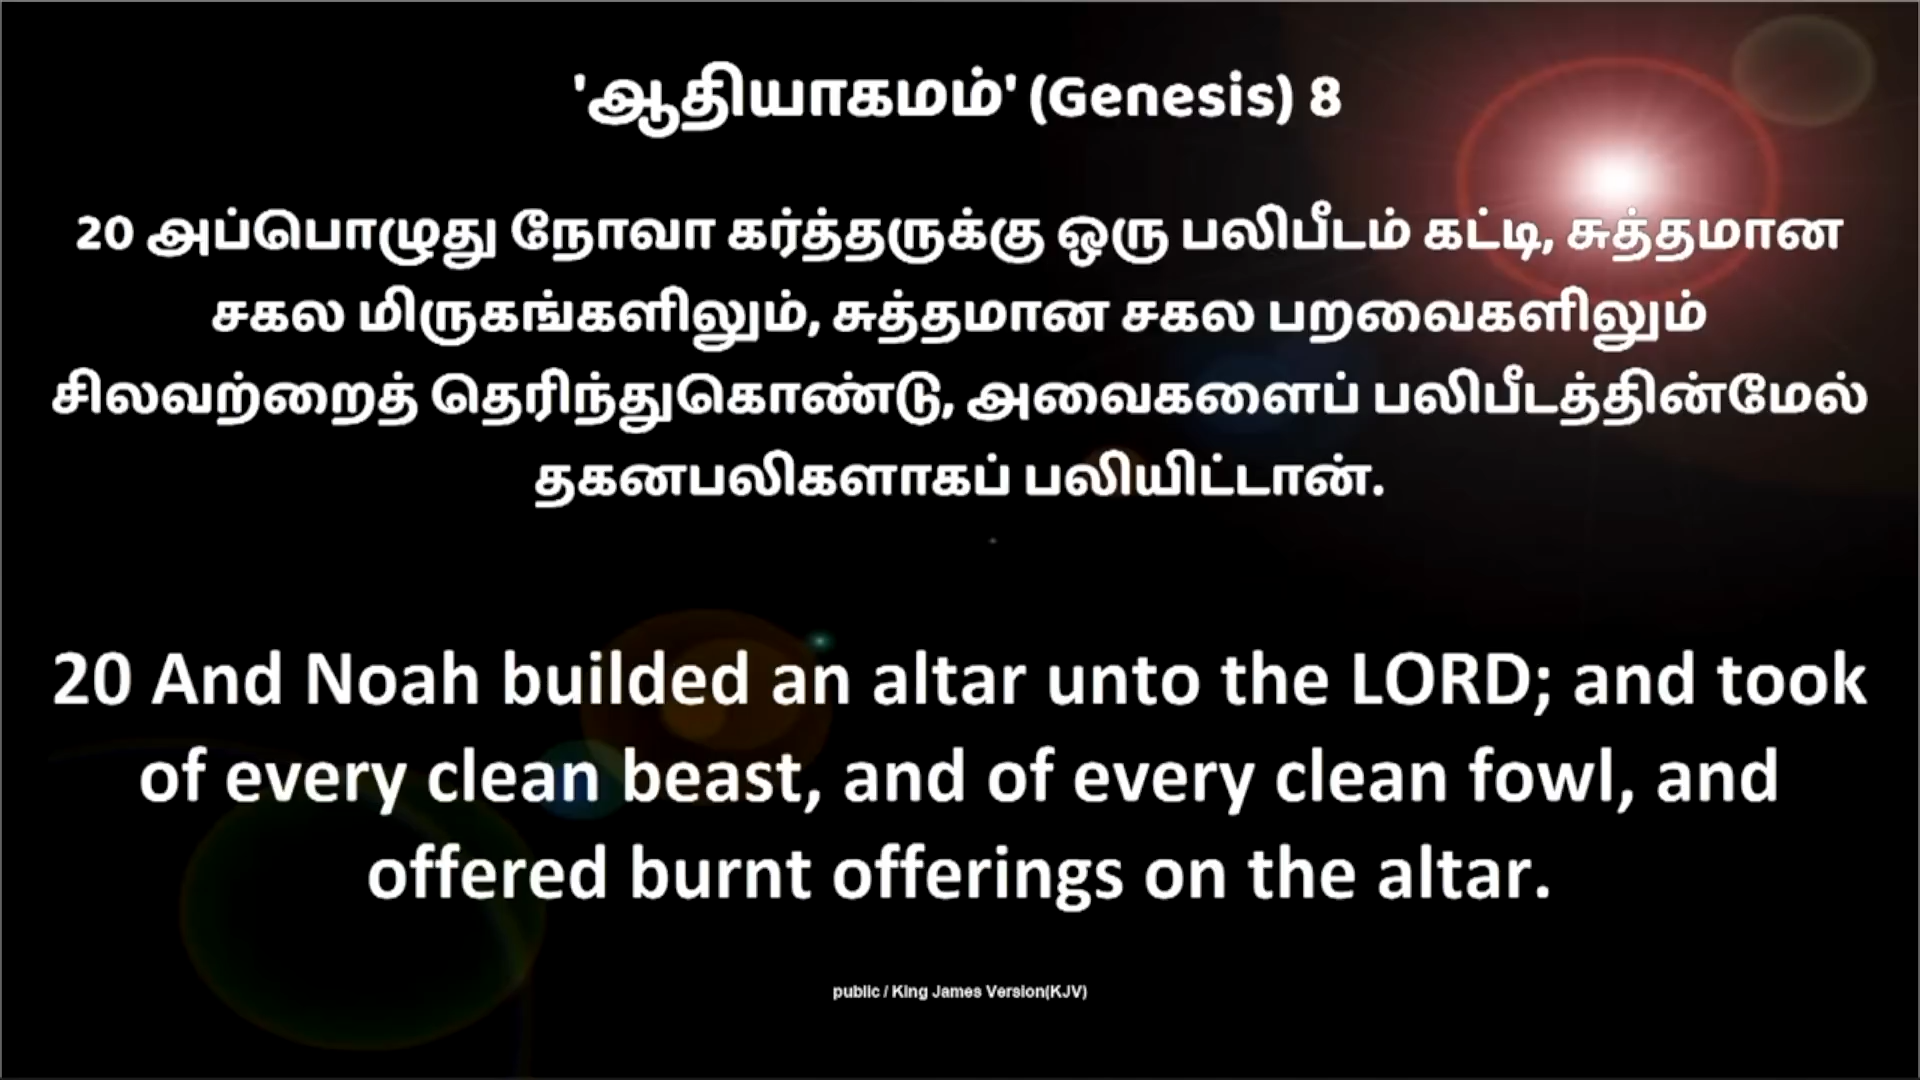 'ஆதியாகமம்' (Genesis) 8
20 அப்பொழுது நோவா கர்த்தருக்கு ஒரு பலிபீடம் கட்டி, சுத்தமான
சகல மிருகங்களிலும், சுத்தமான சகல பறவைகளிலும்
சிலவற்றைத் தெரிந்துகொண்டு, அவைகளைப் பலிபீடத்தின்மேல்
தகனபலிகளாகப் பலியிட்டான்.
20 And Noah builded an altar unto the LORD; and took
of every clean beast, and of every clean fowl, and
offered burnt offerings on the altar.
public / King James Version(KJV)